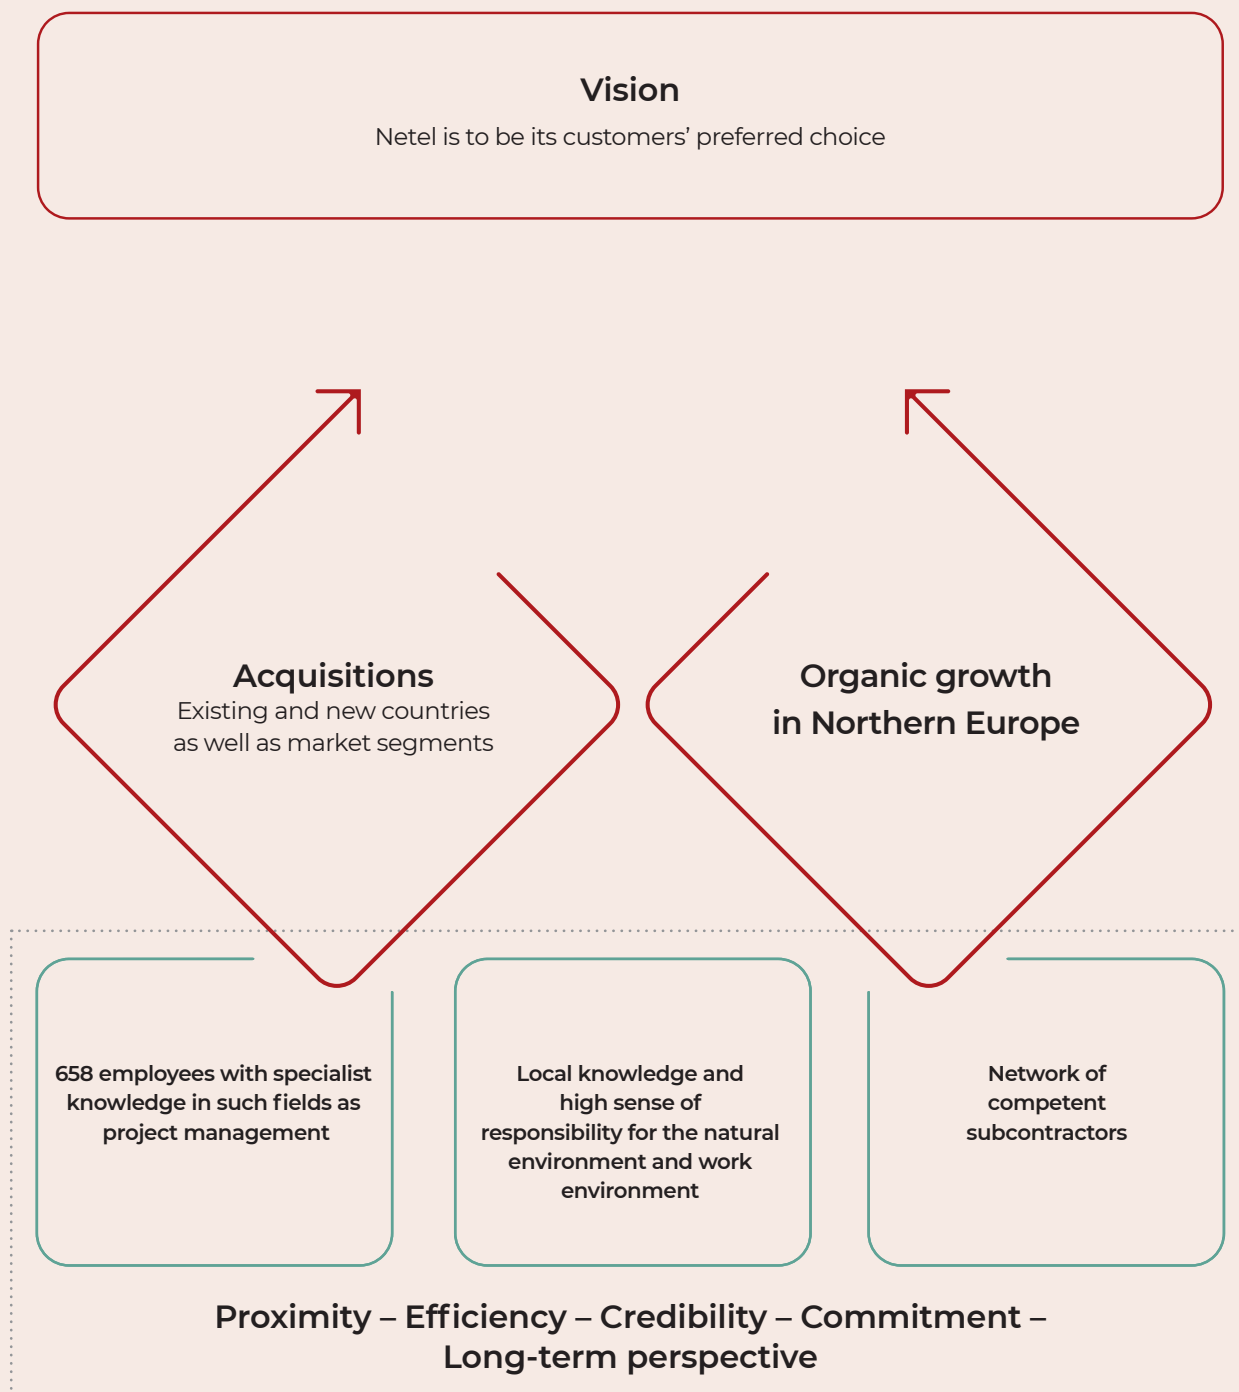 Vision
Netel is to be its customers’ preferred choice
Acquisitions
Existing and new countries
as well as market segments
Organic growth
in Northern Europe
658 employees with specialist
knowledge in such fields as
project management
Local knowledge and
high sense of
responsibility for the natural
environment and work
environment
Network of
competent
subcontractors
Proximity – Efficiency – Credibility – Commitment –
Long-term perspective